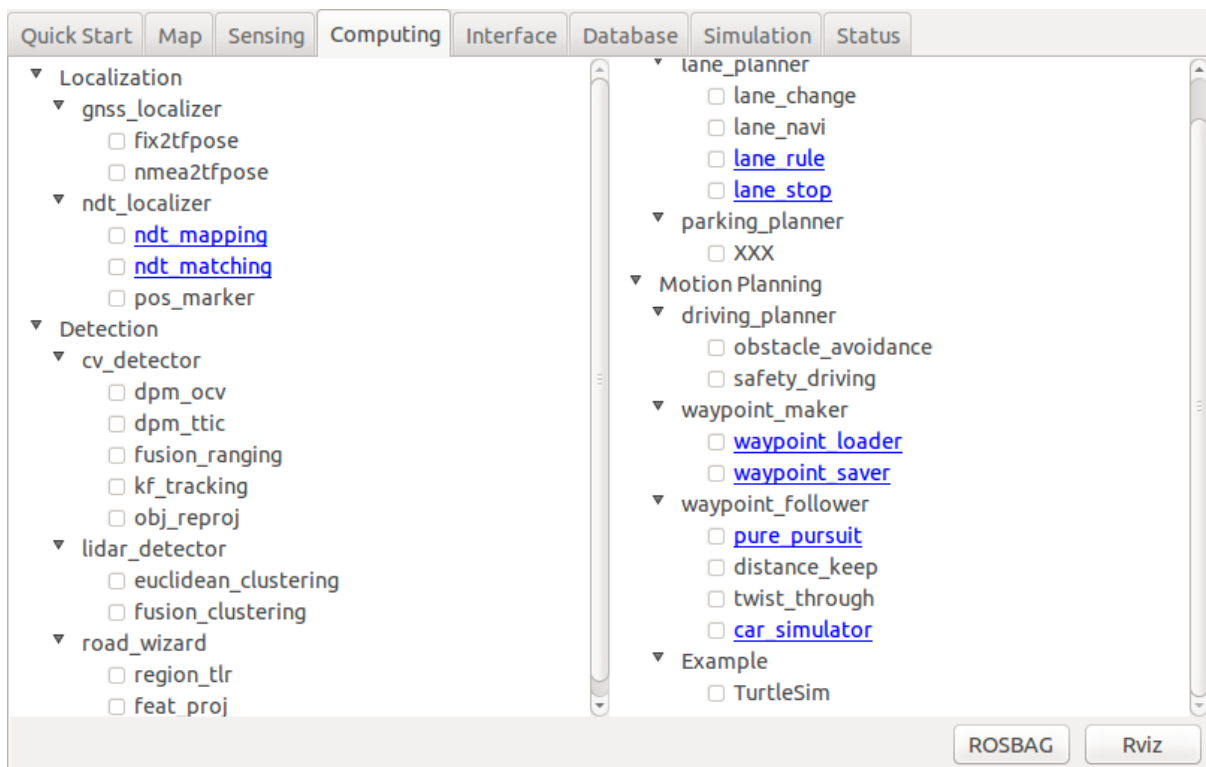 Quick Start Map Sensing Computing Interface Database Simulation Status
Localization
gnss_localizer
fix2tfpose
nmea2tfpose
ndt_localizer
ndt_mapping
ndt_matching
pos_marker
Detection
cv_detector
dpm_ocv
dpm_ttic
fusion_ranging
kf_tracking
obj_reproj
lidar_detector
euclidean_clustering
fusion_clustering
road_wizard
region_tlr
feat_proj
lane_planner
lane_change
lane_navi
lane_rule
lane_stop
parking_planner
XXX
Motion Planning
driving_planner
obstacle_avoidance
safety_driving
waypoint_maker
waypoint_loader
waypoint_saver
waypoint_follower
pure_pursuit
distance_keep
twist_through
car_simulator
Example
TurtleSim
ROSBAG Rviz